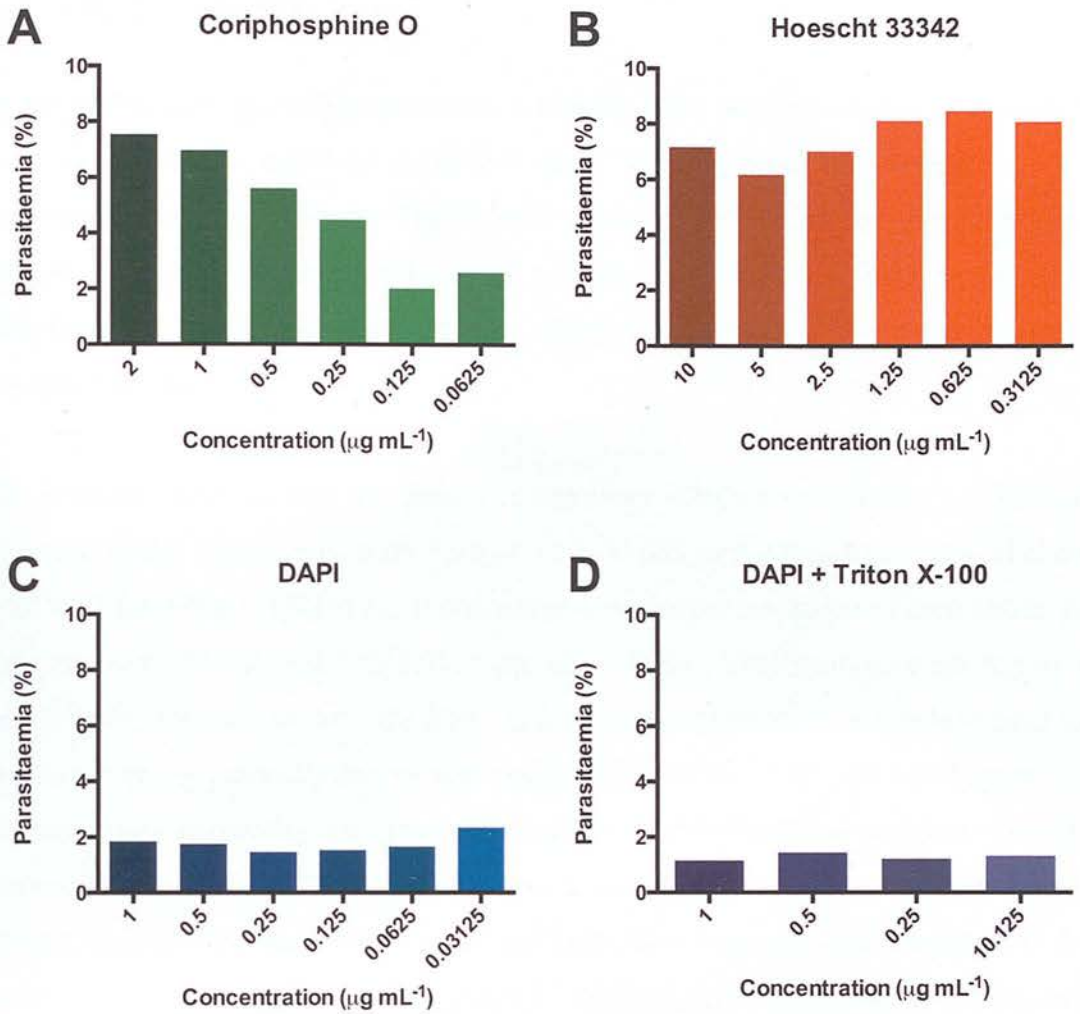 A
Coriphosphine O
Parasitaemia (%)
10
8
6
4
2
0
2
1
0.5
0.25
0.125
0.0625
Concentration (μg mL⁻¹)
B
Hoescht 33342
Parasitaemia (%)
10
8
6
4
2
0
10
5
2.5
1.25
0.625
0.3125
Concentration (μg mL⁻¹)
C
DAPI
Parasitaemia (%)
10
8
6
4
2
0
1
0.5
0.25
0.125
0.0625
0.03125
Concentration (μg mL⁻¹)
D
DAPI + Triton X-100
Parasitaemia (%)
10
8
6
4
2
0
1
0.5
0.25
10.125
Concentration (μg mL⁻¹)